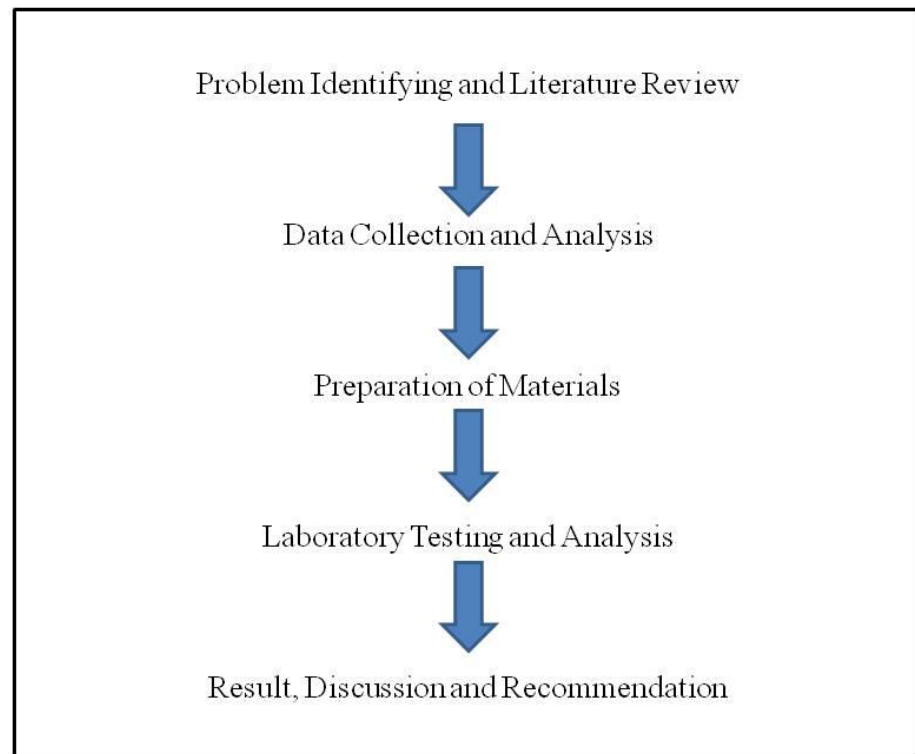 Problem Identifying and Literature Review
Data Collection and Analysis
Preparation of Materials
Laboratory Testing and Analysis
Result, Discussion and Recommendation